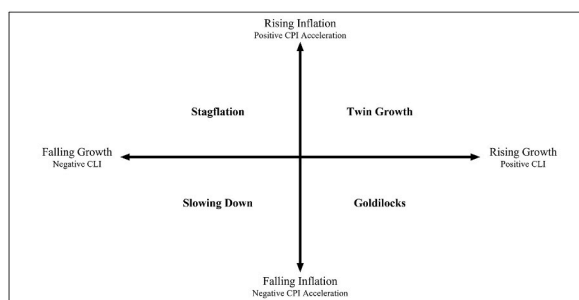 Rising Inflation
Positive CPI Acceleration
Stagflation
Twin Growth
Falling Growth
Negative CLI
Rising Growth
Positive CLI
Slowing Down
Goldilocks
Falling Inflation
Negative CPI Acceleration